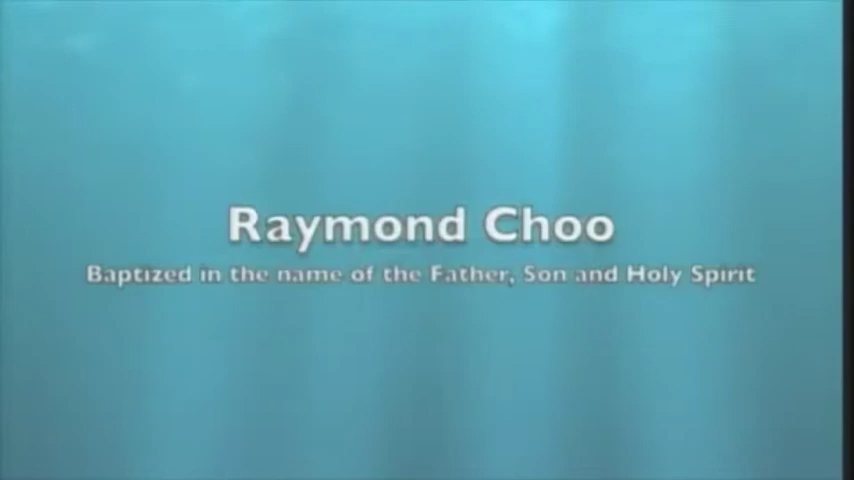 Raymond Choo
Baptized in the name of the Father, Son and Holy Spirit